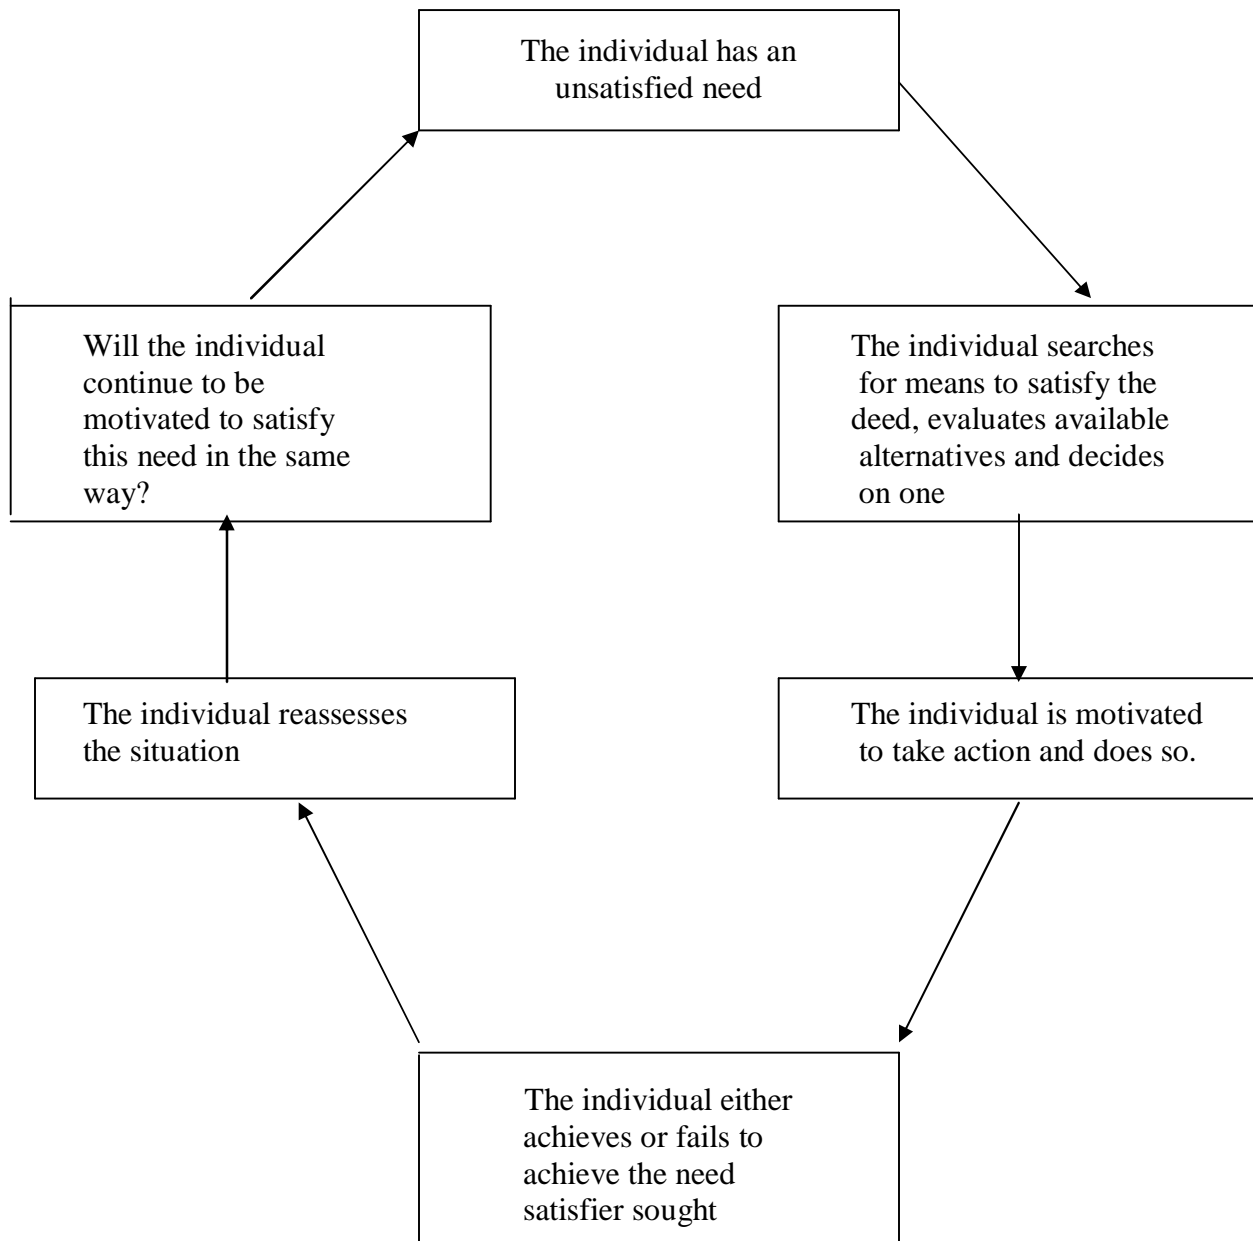 The individual has an
unsatisfied need
Will the individual
continue to be
motivated to satisfy
this need in the same
way?
The individual searches
for means to satisfy the
deed, evaluates available
alternatives and decides
on one
The individual reassesses
the situation
The individual is motivated
to take action and does so.
The individual either
achieves or fails to
achieve the need
satisfier sought